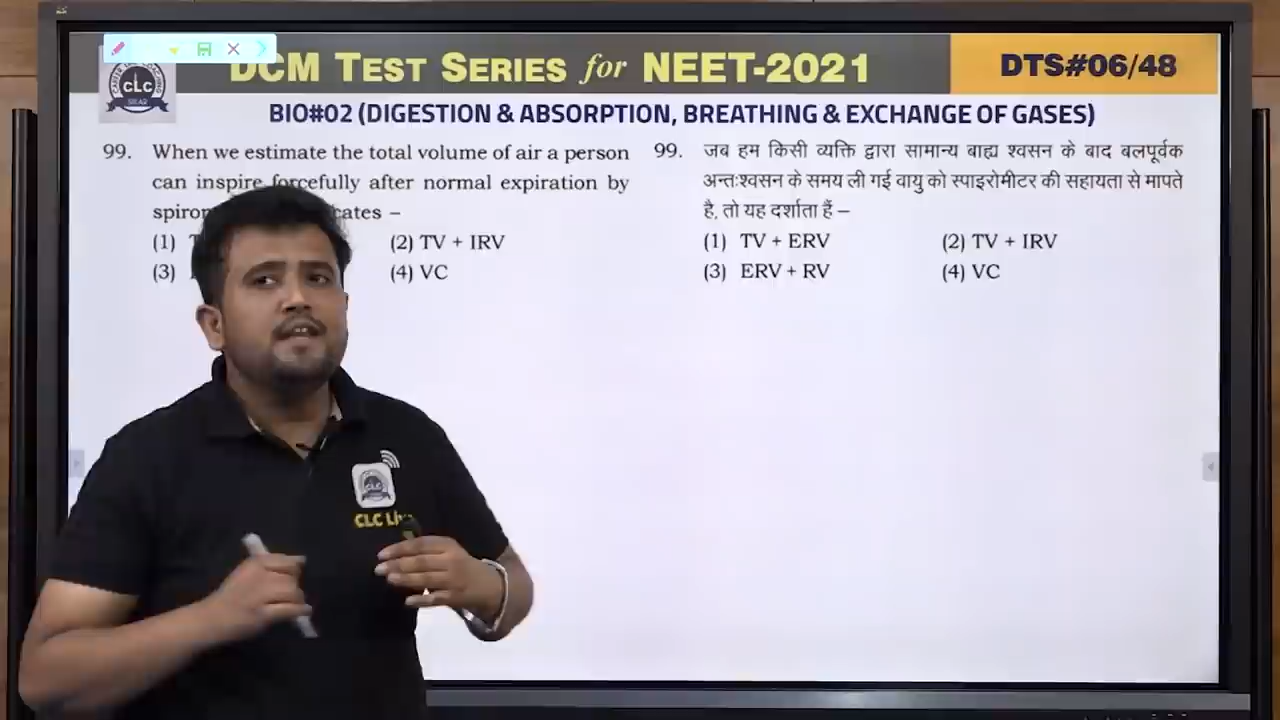 DCM TEST SERIES for NEET-2021
DTS#06/48
CLC
SIKAR
BIO#02 (DIGESTION & ABSORPTION, BREATHING & EXCHANGE OF GASES)
99. When we estimate the total volume of air a person
can inspire forcefully after normal expiration by
(1)
(2) TV + IRV
(3)
(4) VC
99. जब हम किसी व्यक्ति द्वारा सामान्य बाह्य श्वसन के बाद बलपूर्वक
अन्तःश्वसन के समय ली गई वायु को स्पाइरोमीटर की सहायता से मापते
है, तो यह दर्शाता हैं –
(1) TV + ERV
(2) TV + IRV
(3) ERV + RV
(4) VC
CLC